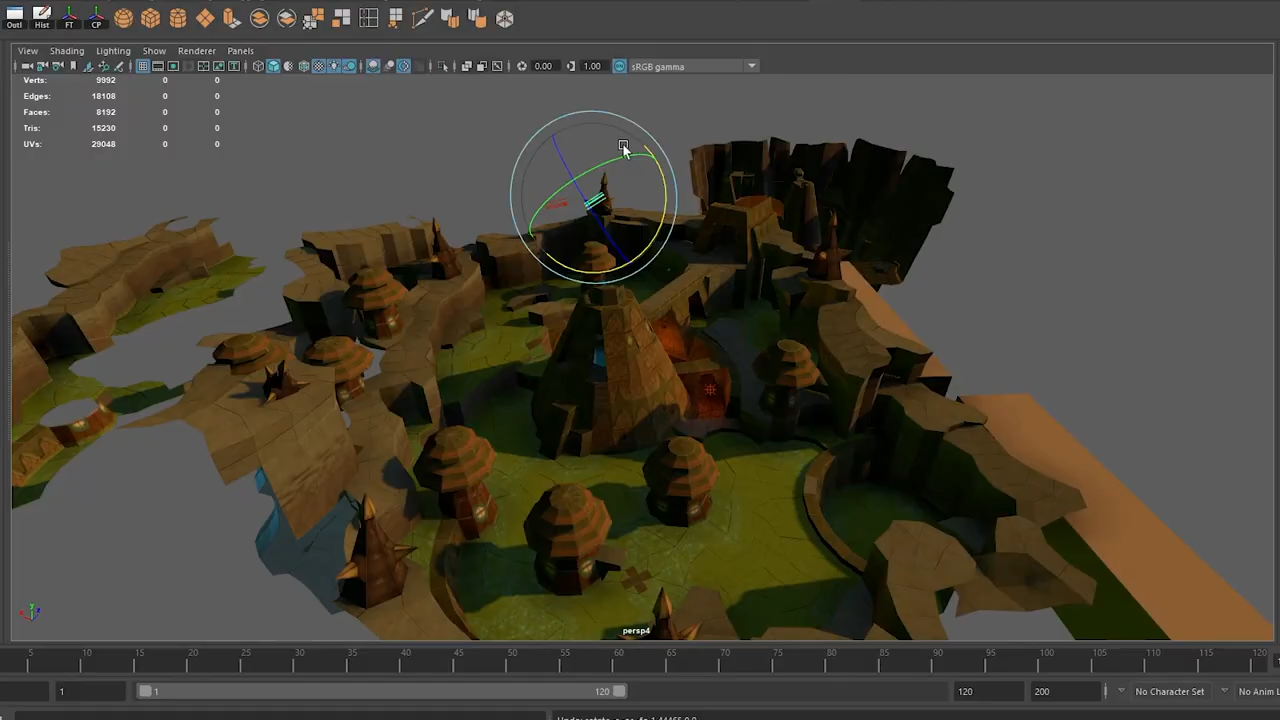 Outl Hist FT CP
View Shading Lighting Show Renderer Panels
0.00 1.00 sRGB gamma
Verts: 9992 0 0
Edges: 18108 0 0
Faces: 8192 0 0
Tris: 15230 0 0
UVs: 29048 0 0
persp4
5 10 15 20 25 30 35 40 45 50 55 60 65 70 75 80 85 90 95 100 105 110 115 120
1 1 120 120 200 No Character Set No Anim L